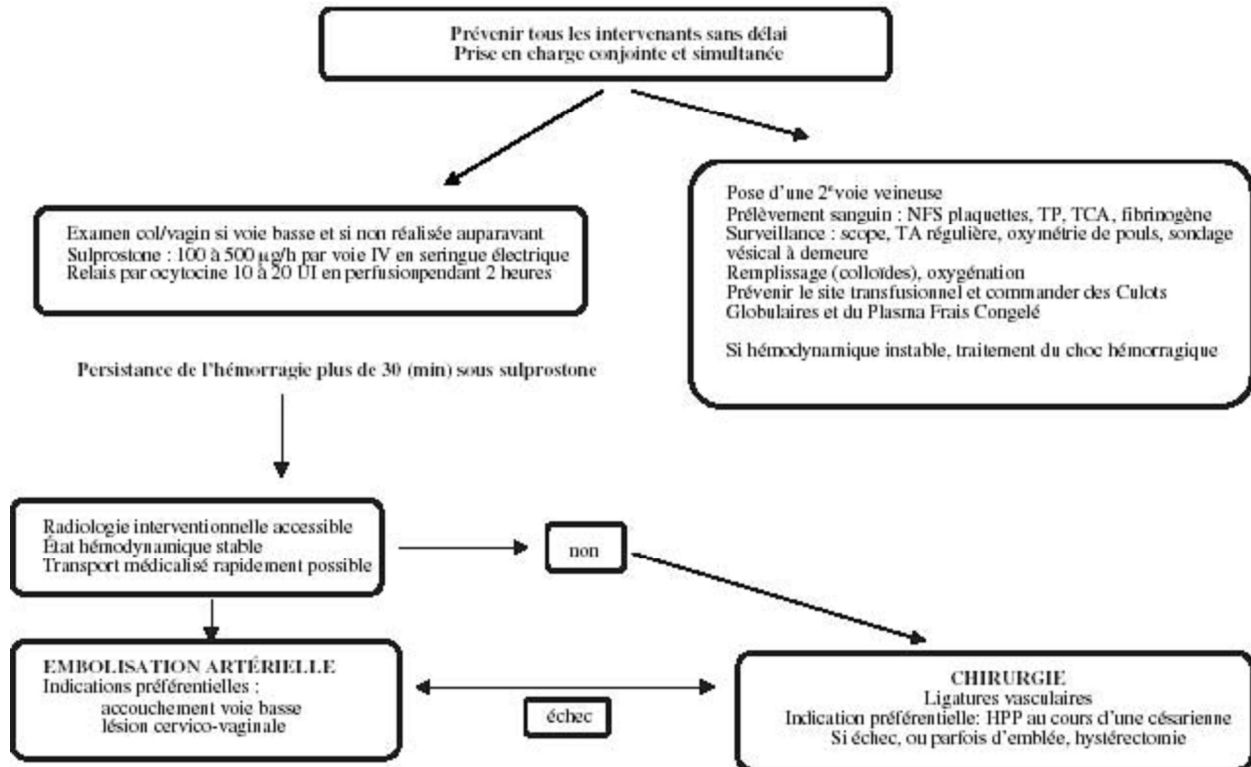 Prévenir tous les intervenants sans délai
Prise en charge conjointe et simultanée
Examen col/vagin si voie basse et si non réalisée auparavant
Sulprostone : 100 à 500 µg/h par voie IV en seringue électrique
Relais par ocytocine 10 à 20 UI en perfusionpendant 2 heures
Pose d'une 2e voie veineuse
Prélèvement sanguin : NFS plaquettes, TP, TCA, fibrinogène
Surveillance : scope, TA régulière, oxymétrie de pouls, sondage
vésical à demeure
Remplissage (colloïdes), oxygénation
Prévenir le site transfusionnel et commander des Culots
Globulaires et du Plasma Frais Congelé
Si hémodynamique instable, traitement du choc hémorragique
Persistance de l'hémorragie plus de 30 (min) sous sulprostone
Radiologie interventionnelle accessible
État hémodynamique stable
Transport médicalisé rapidement possible
non
EMBOLISATION ARTÉRIELLE
Indications préférentielles :
accouchement voie basse
lésion cervico-vaginale
échec
CHIRURGIE
Ligatures vasculaires
Indication préférentielle: HPP au cours d'une césarienne
Si échec, ou parfois d'emblée, hystérectomie